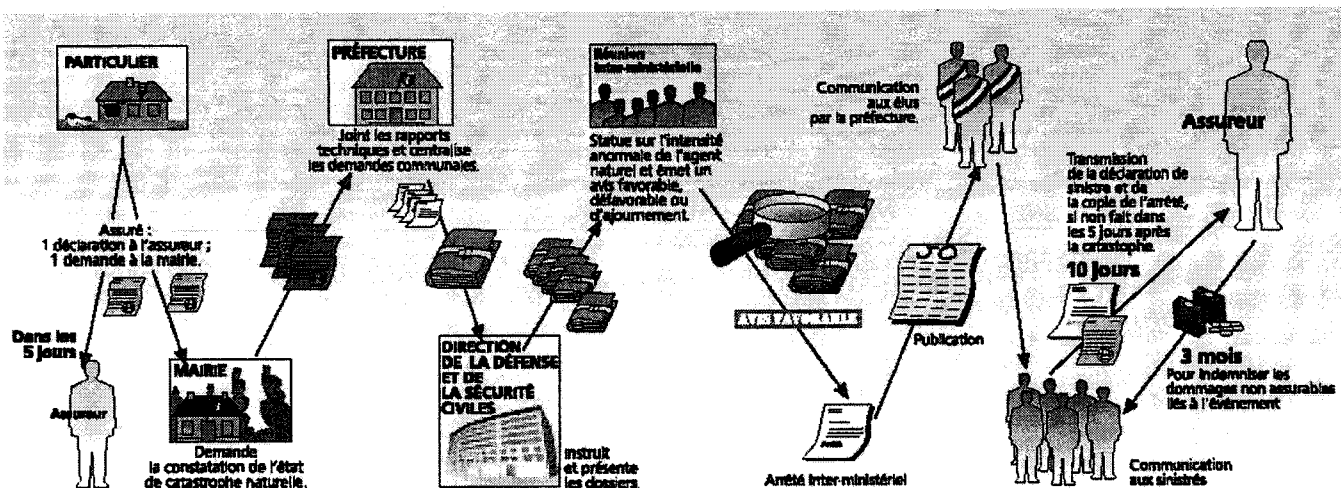 PARTICULIER
Assuré :
1 déclaration à l'assureur ;
1 demande à la mairie.
Dans les
5 jours
Assureur
MAIRIE
Demande
la constatation de l'état
de catastrophe naturelle.
PRÉFECTURE
Joint les rapports
techniques et centralise
les demandes communales.
DIRECTION
DE LA DÉFENSE
ET DE
LA SÉCURITÉ
CIVILES
Instruit
et présente
les dossiers
Réunion
inter-ministérielle
Statue sur l'intensité
anormale de l'agent
naturel et émet un
avis favorable,
défavorable ou
d'ajournement.
AVIS FAVORABLE
Arrêté inter-ministériel
JO
Publication
Communication
aux élus
par la préfecture.
Communication
aux sinistrés
Transmission
de la déclaration de
sinistre et de
la copie de l'arrêté,
si non fait dans
les 5 jours après
la catastrophe.
10 jours
Assureur
3 mois
Pour indemniser les
dommages non assurables
liés à l'événement